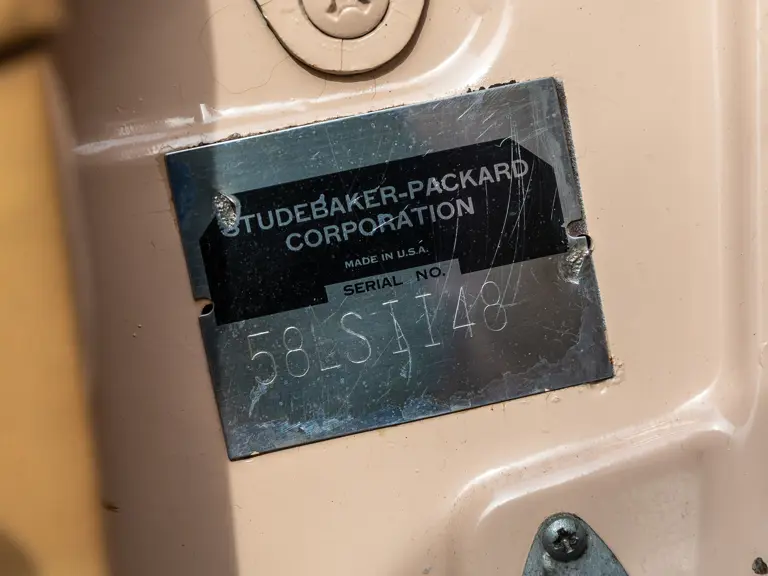 STUDEBAKER-PACKARD
CORPORATION
MADE IN U.S.A.
SERIAL NO.
58LS1148